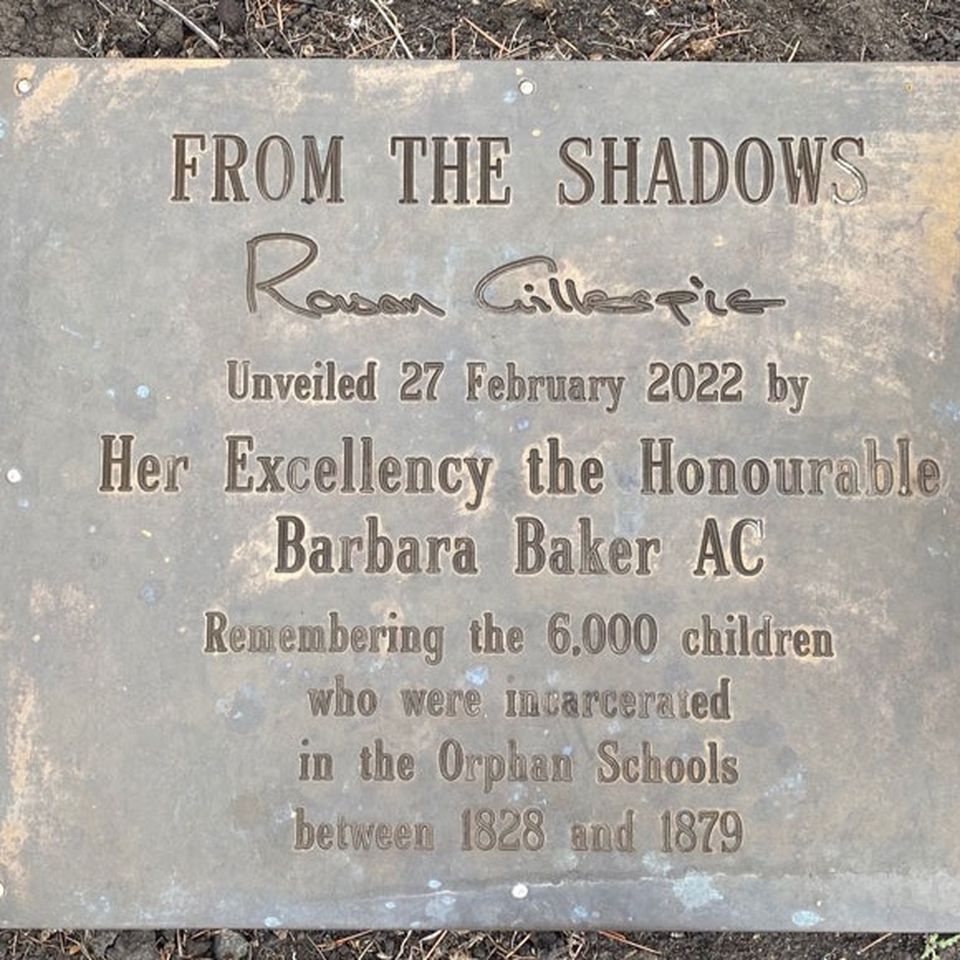 FROM THE SHADOWS
Rowan Gillespie
Unveiled 27 February 2022 by
Her Excellency the Honourable
Barbara Baker AC
Remembering the 6,000 children
who were incarcerated
in the Orphan Schools
between 1828 and 1879